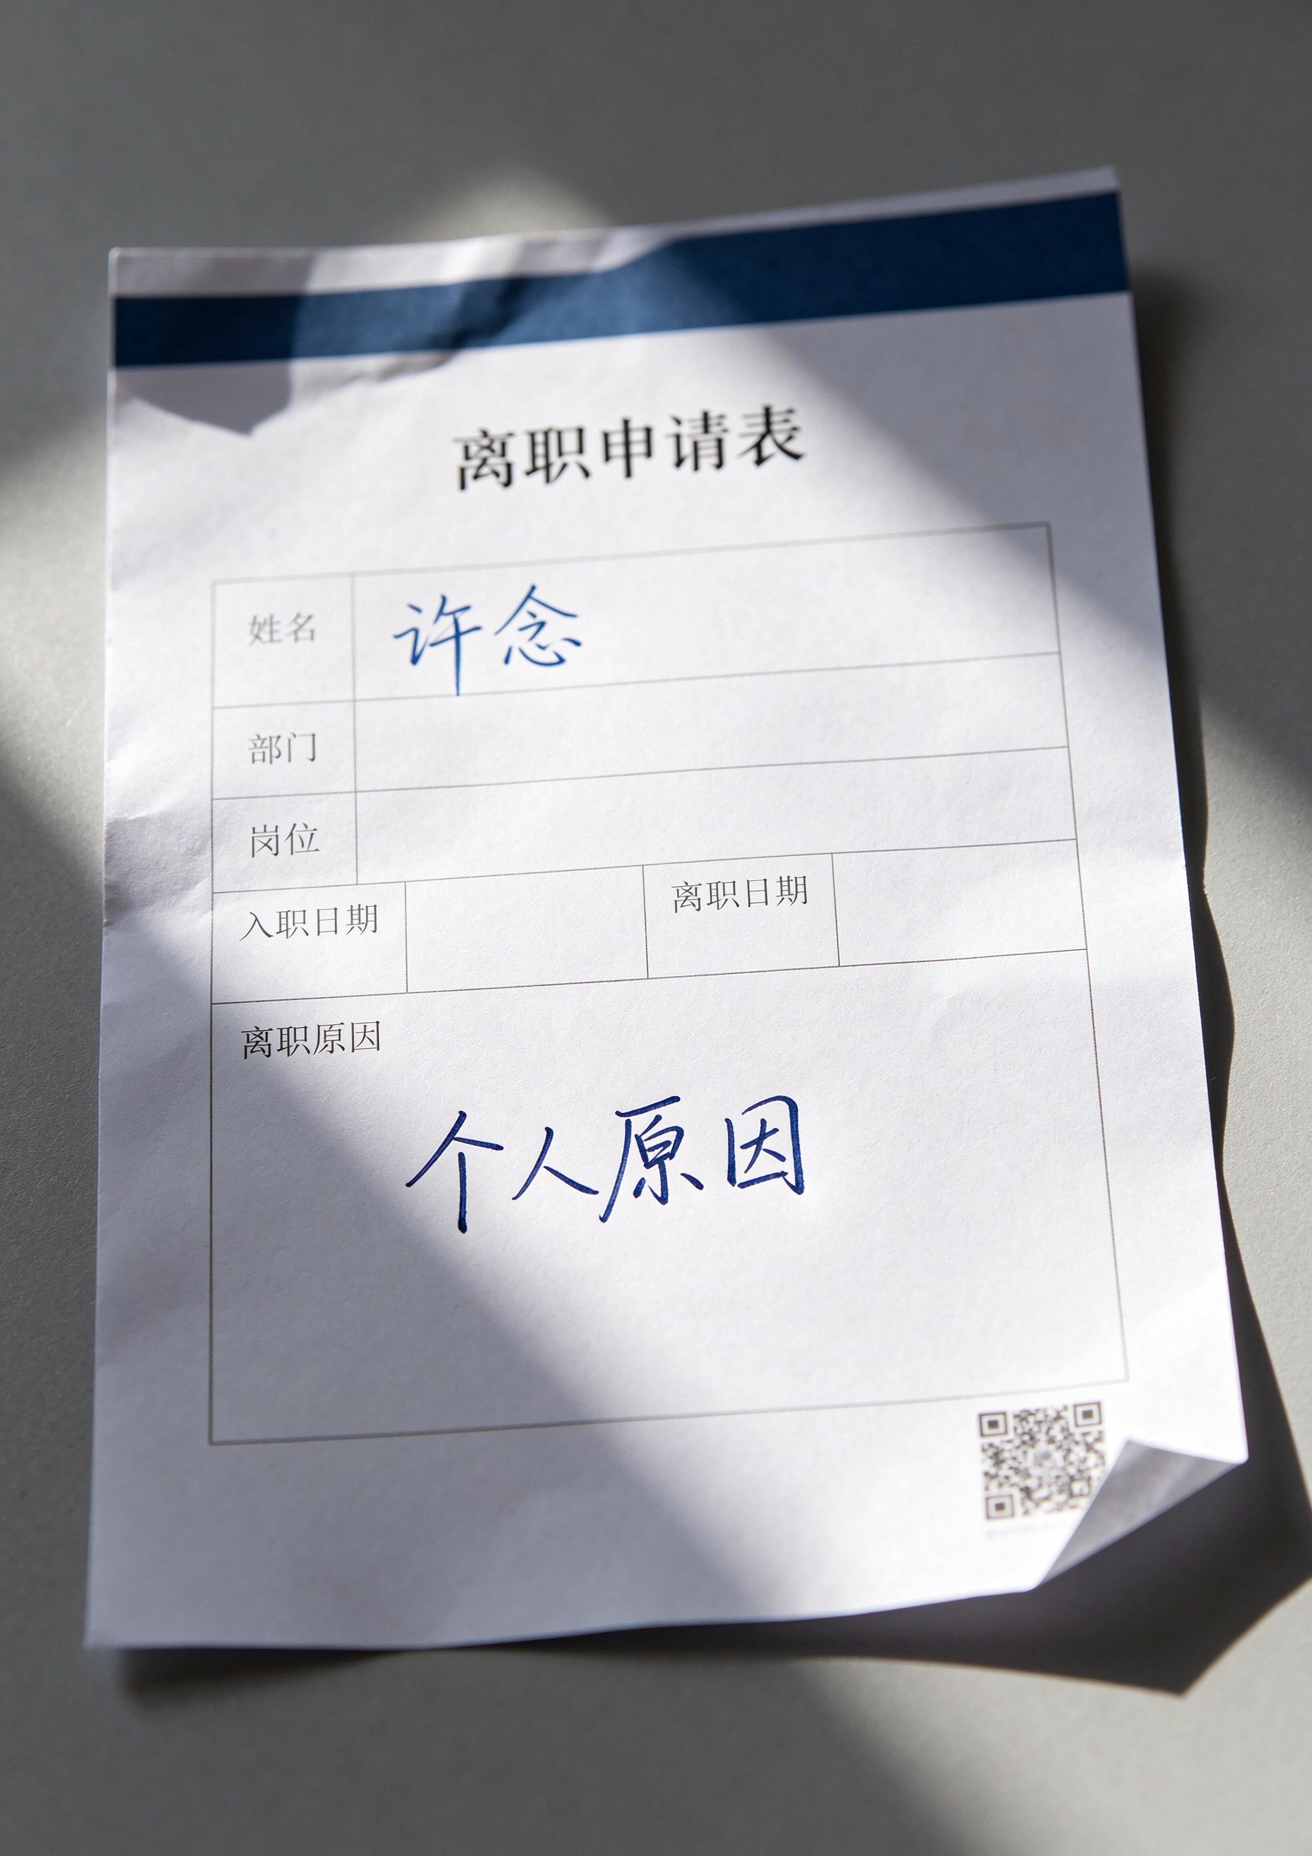 离职申请表
姓名 许念
部门
岗位
入职日期 离职日期
离职原因
个人原因